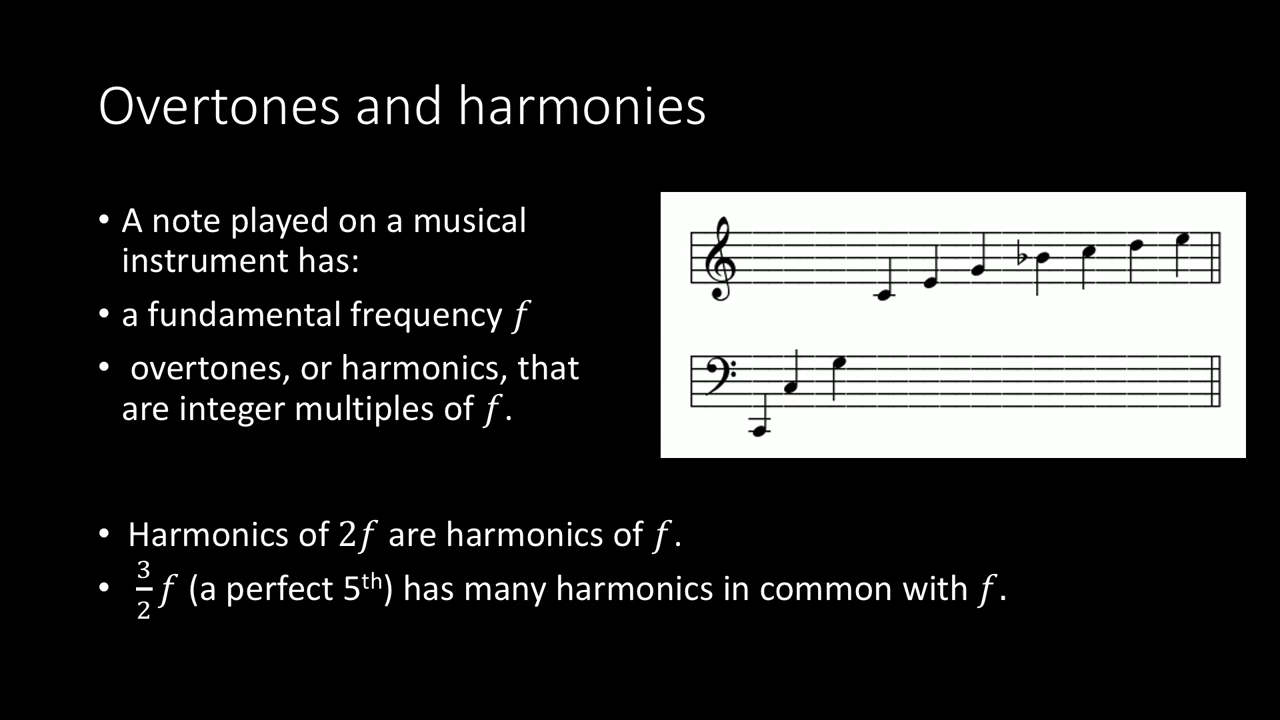 Overtones and harmonies
• A note played on a musical
instrument has:
• a fundamental frequency 𝑓
• overtones, or harmonics, that
are integer multiples of 𝑓.
• Harmonics of 2𝑓 are harmonics of 𝑓.
• 3/2 𝑓 (a perfect 5th) has many harmonics in common with 𝑓.